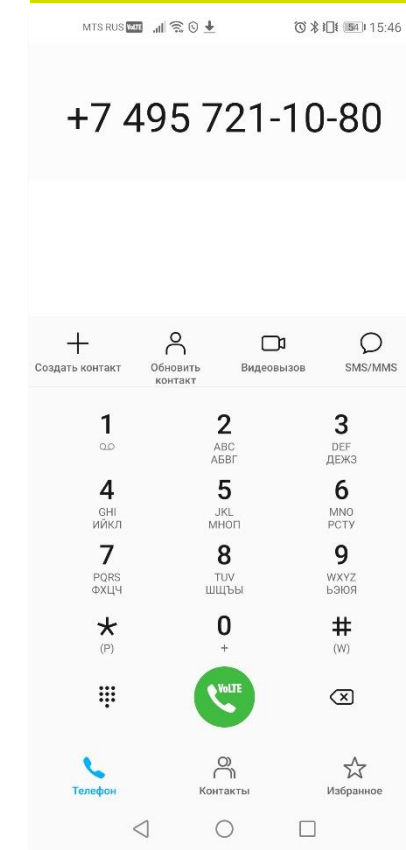 MTS RUS VoLTE 54 15:46
+7 495 721-10-80
Создать контакт
Обновить контакт
Видеовызов
SMS/MMS
1 2 3
ABC DEF
АБВГ ДЕЖЗ
4 5 6
GHI JKL MNO
ИЙКЛ МНОП РСТУ
7 8 9
PQRS TUV WXYZ
ФХЦЧ ШЩЪЫ ЬЭЮЯ
* 0 #
(P) + (W)
VoLTE
Телефон Контакты Избранное